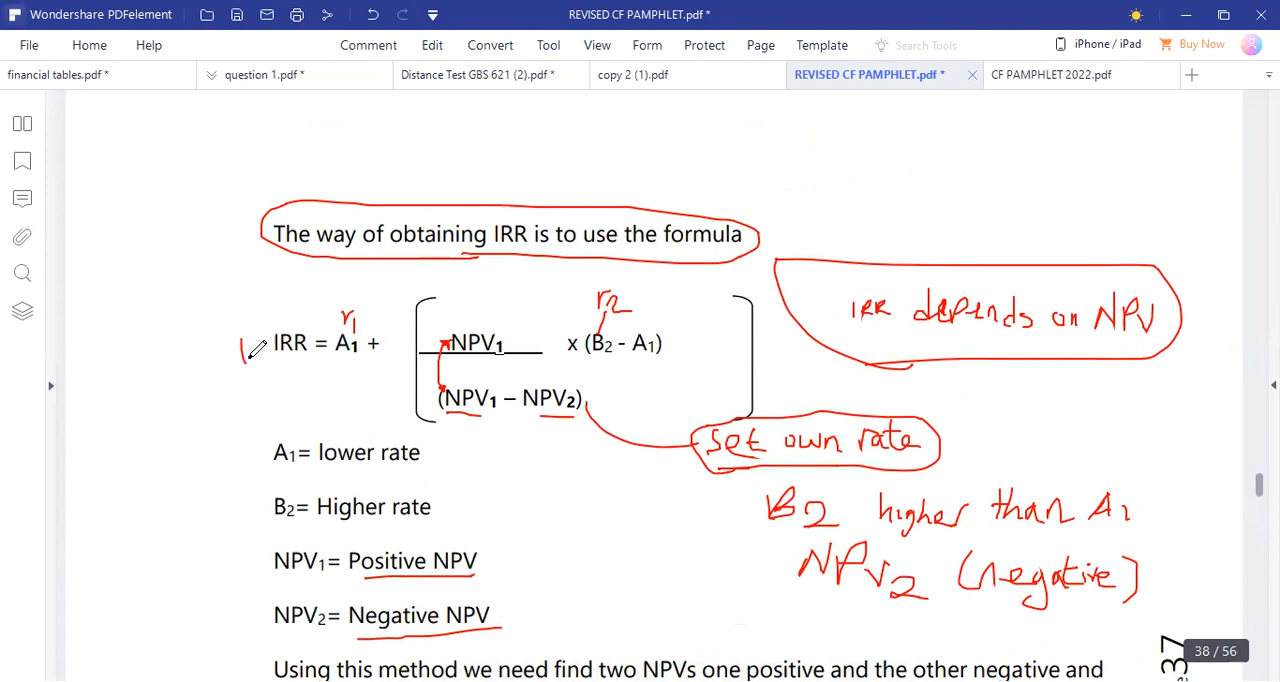 Wondershare PDFelement
REVISED CF PAMPHLET.pdf *
File Home Help Comment Edit Convert Tool View Form Protect Page Template Search Tools iPhone / iPad Buy Now
financial tables.pdf * question 1.pdf * Distance Test GBS 621 (2).pdf * copy 2 (1).pdf REVISED CF PAMPHLET.pdf * CF PAMPHLET 2022.pdf
The way of obtaining IRR is to use the formula
IRR depends on NPV
r1
r2
IRR = A1 + NPV1 x (B2 - A1)
(NPV1 – NPV2)
set own rate
A1= lower rate
B2= Higher rate
B2 higher than A1
NPV1= Positive NPV
NPV2 (negative)
NPV2= Negative NPV
Using this method we need find two NPVs one positive and the other negative and
38 / 56
37